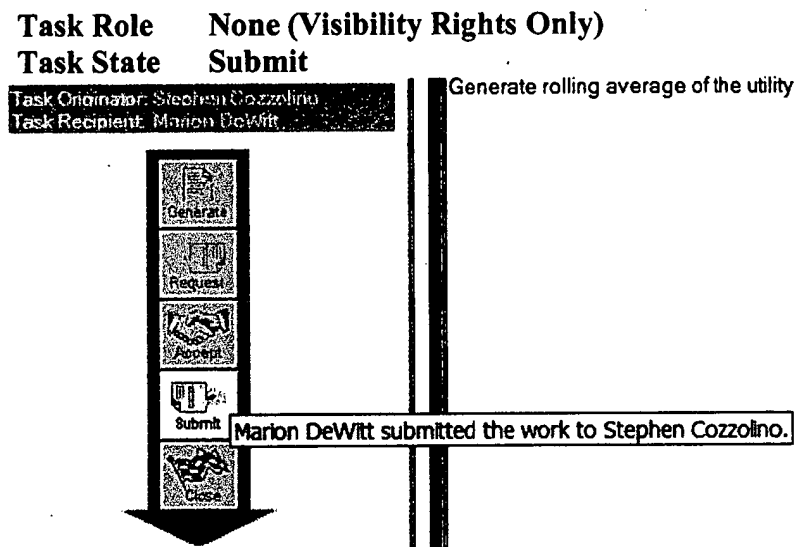 Task Role None (Visibility Rights Only)
Task State Submit
Task Originator: Stephen Cozzolino
Task Recipient: Marion DeWitt
Generate rolling average of the utility
Generate
Request
Accept
Submit
Marion DeWitt submitted the work to Stephen Cozzolino.
Close